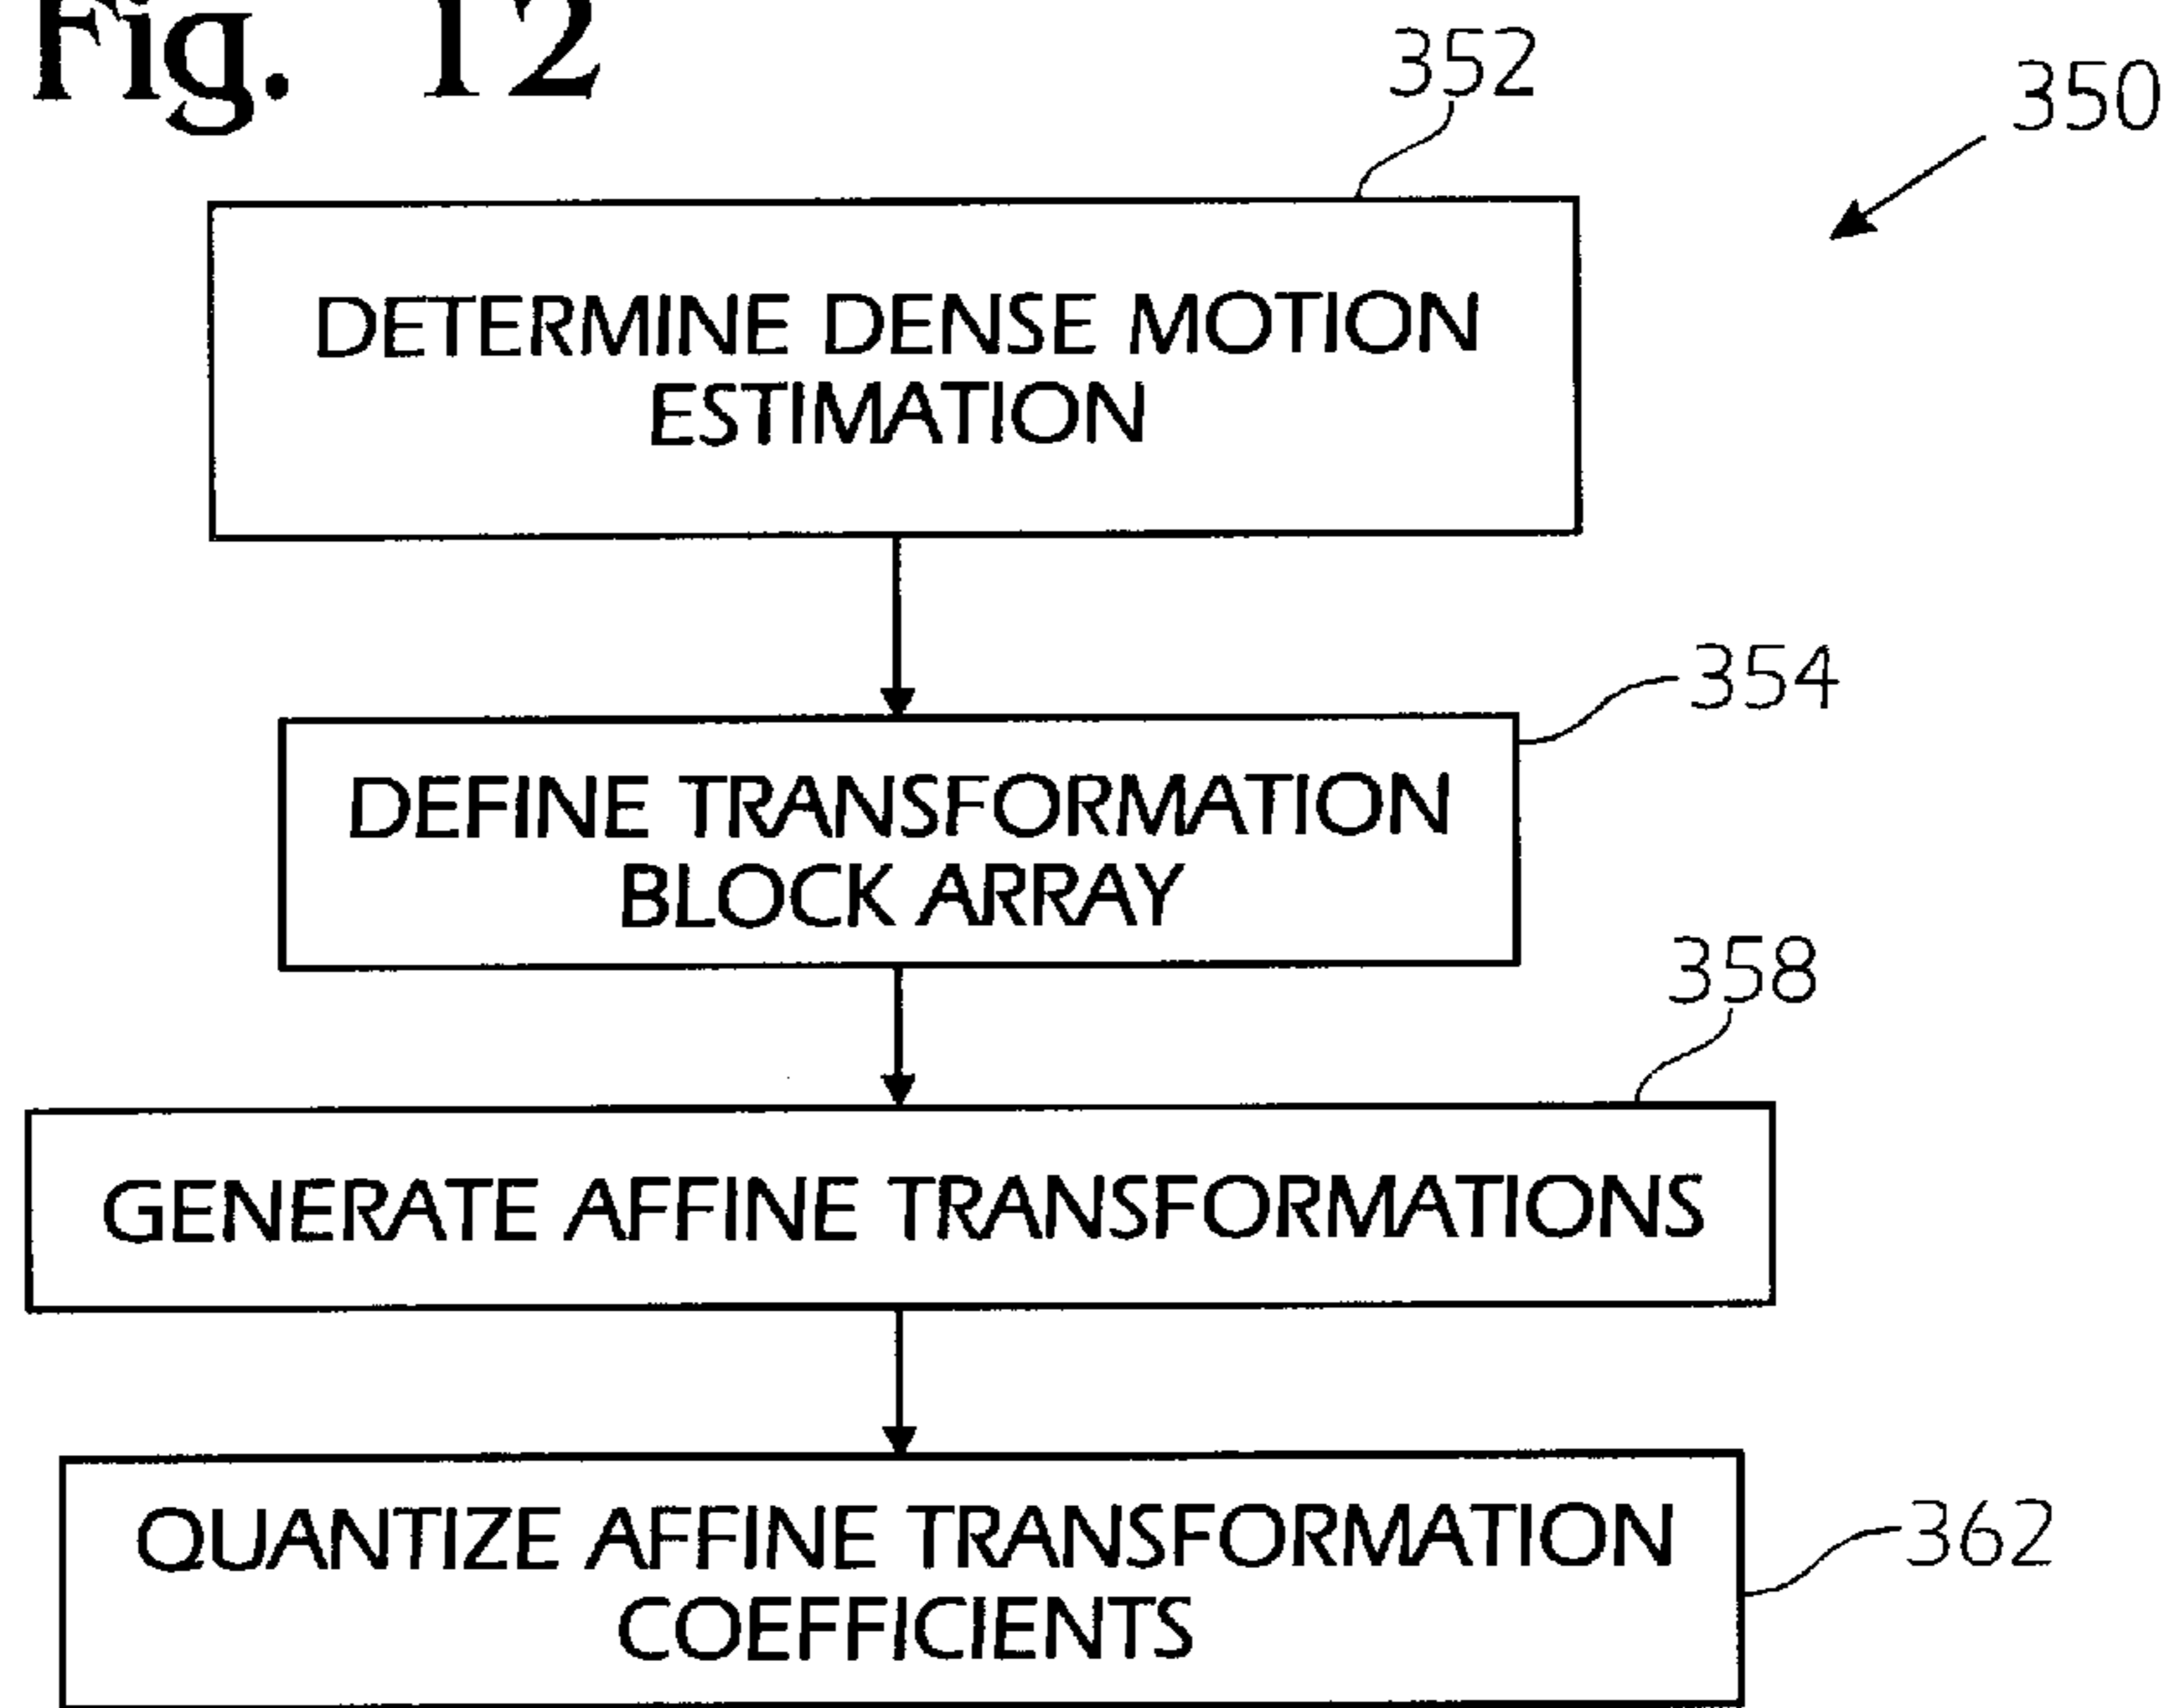 Fig. 12
352
350
DETERMINE DENSE MOTION
ESTIMATION
354
DEFINE TRANSFORMATION
BLOCK ARRAY
358
GENERATE AFFINE TRANSFORMATIONS
QUANTIZE AFFINE TRANSFORMATION
362
COEFFICIENTS